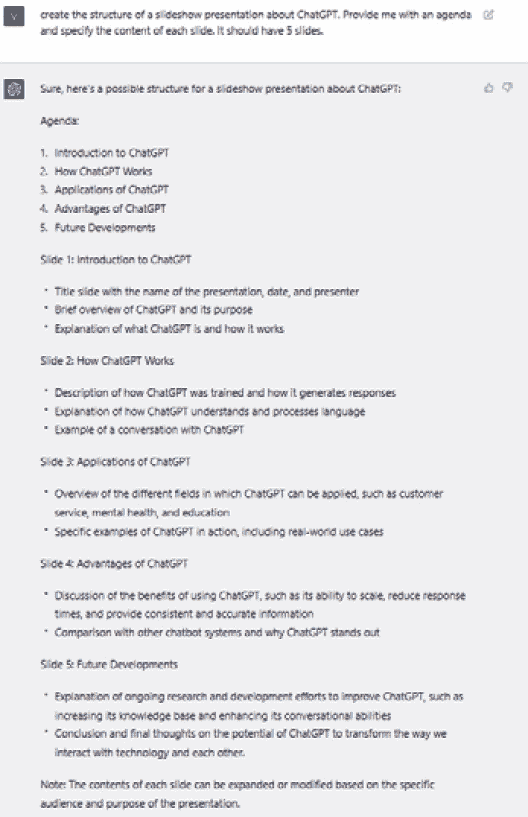 create the structure of a slideshow presentation about ChatGPT. Provide me with an agenda
and specify the content of each slide. It should have 5 slides.
Sure, here's a possible structure for a slideshow presentation about ChatGPT:
Agenda:
1. Introduction to ChatGPT
2. How ChatGPT Works
3. Applications of ChatGPT
4. Advantages of ChatGPT
5. Future Developments
Slide 1: Introduction to ChatGPT
• Title slide with the name of the presentation, date, and presenter
• Brief overview of ChatGPT and its purpose
• Explanation of what ChatGPT is and how it works
Slide 2: How ChatGPT Works
• Description of how ChatGPT was trained and how it generates responses
• Explanation of how ChatGPT understands and processes language
• Example of a conversation with ChatGPT
Slide 3: Applications of ChatGPT
• Overview of the different fields in which ChatGPT can be applied, such as customer
service, mental health, and education
• Specific examples of ChatGPT in action, including real-world use cases
Slide 4: Advantages of ChatGPT
• Discussion of the benefits of using ChatGPT, such as its ability to scale, reduce response
times, and provide consistent and accurate information
• Comparison with other chatbot systems and why ChatGPT stands out
Slide 5: Future Developments
• Explanation of ongoing research and development efforts to improve ChatGPT, such as
increasing its knowledge base and enhancing its conversational abilities
• Conclusion and final thoughts on the potential of ChatGPT to transform the way we
interact with technology and each other.
Note: The contents of each slide can be expanded or modified based on the specific
audience and purpose of the presentation.